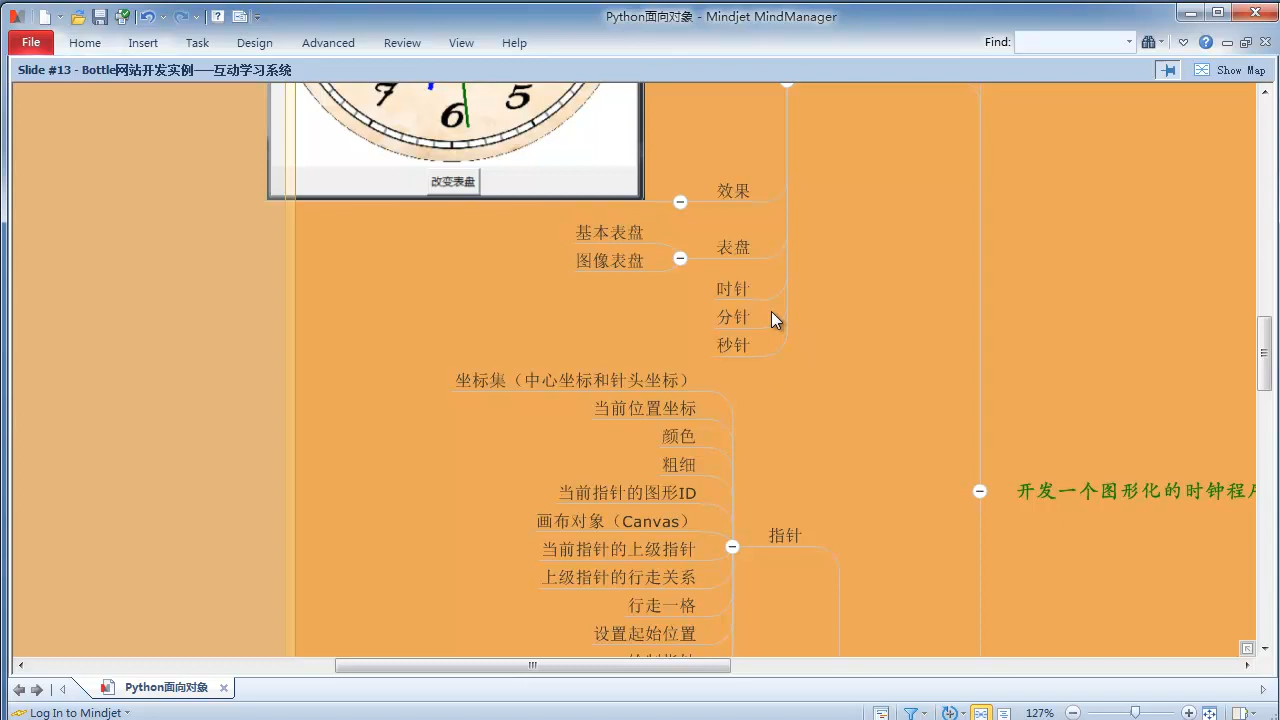 Python面向对象 - Mindjet MindManager
File Home Insert Task Design Advanced Review View Help Find:
Slide #13 - Bottle网站开发实例──互动学习系统 Show Map
7 6 5
改变表盘
效果
基本表盘
图像表盘
表盘
时针
分针
秒针
坐标集（中心坐标和针头坐标）
当前位置坐标
颜色
粗细
当前指针的图形ID
画布对象（Canvas）
当前指针的上级指针
上级指针的行走关系
行走一格
设置起始位置
指针
开发一个图形化的时钟程
Python面向对象
Log In to Mindjet 127%